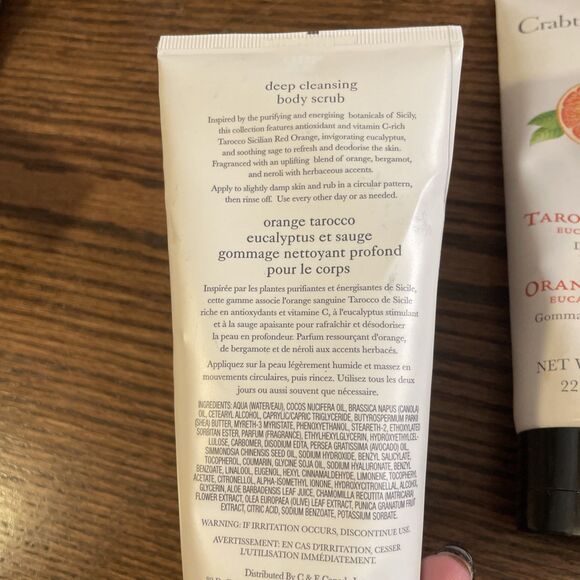 deep cleansing
body scrub
Inspired by the purifying and energising botanicals of Sicily,
this collection features antioxidant and vitamin C-rich
Tarocco Sicilian Red Orange, invigorating eucalyptus,
and soothing sage to refresh and deodorise the skin.
Fragranced with an uplifting blend of orange, bergamot,
and neroli with herbaceous accents.
Apply to slightly damp skin and rub in a circular pattern,
then rinse off. Use every other day or as needed.
orange tarocco
eucalyptus et sauge
gommage nettoyant profond
pour le corps
Inspirée par les plantes purifiantes et énergisantes de Sicile,
cette gamme associe l'orange sanguine Tarocco de Sicile
riche en antioxydants et vitamine C, à l'eucalyptus stimulant
et à la sauge apaisante pour rafraîchir et désodoriser
la peau en profondeur. Parfum ressourçant d'orange,
de bergamote et de néroli aux accents herbacés.
Appliquez sur la peau légèrement humide et massez en
mouvements circulaires, puis rincez. Utilisez tous les deux
jours ou aussi souvent que nécessaire.
INGREDIENTS: AQUA (WATER/EAU), COCOS NUCIFERA OIL, BRASSICA NAPUS (CANOLA)
OIL, CETEARYL ALCOHOL, CAPRYLIC/CAPRIC TRIGLYCERIDE, BUTYROSPERMUM PARKII
(SHEA) BUTTER, MYRETH-3 MYRISTATE, PHENOXYETHANOL, STEARETH-2, ETHOXYLATED
SORBITAN ESTER, PARFUM (FRAGRANCE), ETHYLHEXYLGLYCERIN, HYDROXYETHYLCEL-
LULOSE, CARBOMER, DISODIUM EDTA, PERSEA GRATISSIMA (AVOCADO) OIL,
SIMMONDSIA CHINENSIS SEED OIL, SODIUM HYDROXIDE, BENZYL SALICYLATE,
TOCOPHEROL, COUMARIN, GLYCINE SOJA OIL, SODIUM HYALURONATE, BENZYL
BENZOATE, LINALOOL, EUGENOL, HEXYL CINNAMALDEHYDE, LIMONENE, TOCOPHERYL
ACETATE, CITRONELLOL, ALPHA-ISOMETHYL IONONE, HYDROXYCITRONELLAL, ALCOHOL,
GLYCERIN, ALOE BARBADENSIS LEAF JUICE, CHAMOMILLA RECUTITA (MATRICARIA)
FLOWER EXTRACT, OLEA EUROPAEA (OLIVE) LEAF EXTRACT, PUNICA GRANATUM FRUIT
EXTRACT, CITRIC ACID, SODIUM BENZOATE, POTASSIUM SORBATE.
WARNING: IF IRRITATION OCCURS, DISCONTINUE USE.
AVERTISSEMENT: EN CAS D'IRRITATION, CESSER
L'UTILISATION IMMÉDIATEMENT.
Distributed By C & E Canada
Crabt
TARO
EUC
ORAN
EUCA
Gomma
NET W
22